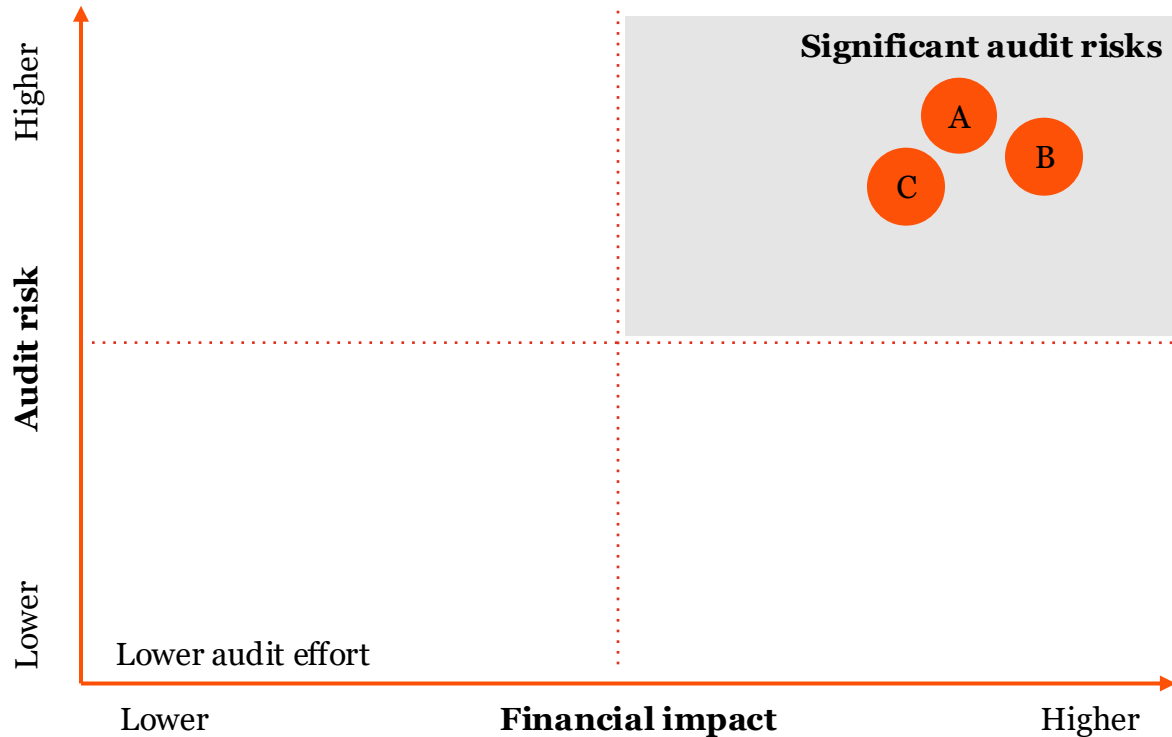 Higher
Audit risk
Lower
Significant audit risks
A
B
C
Lower audit effort
Lower
Financial impact
Higher